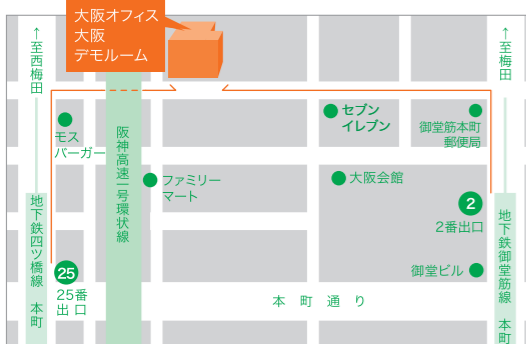 大阪オフィス
大阪
デモルーム
↑至西梅田
↑至梅田
モス
バーガー
阪神高速一号環状線
セブン
イレブン
御堂筋本町
郵便局
ファミリー
マート
大阪会館
地下鉄四ツ橋線 本町
2
2番出口
地下鉄御堂筋線 本町
25
25番
出口
御堂ビル
本町通り